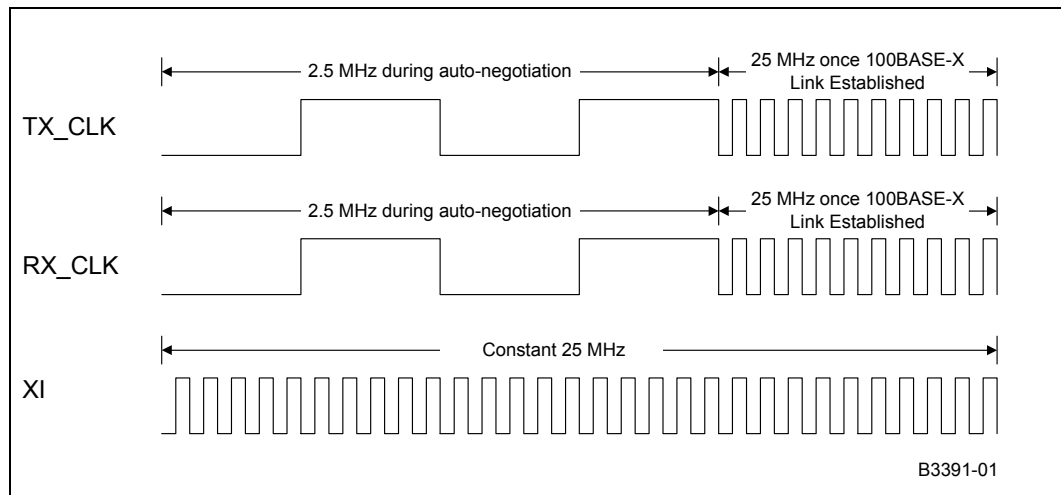 2.5 MHz during auto-negotiation
25 MHz once 100BASE-X
Link Established
TX_CLK
2.5 MHz during auto-negotiation
25 MHz once 100BASE-X
Link Established
RX_CLK
Constant 25 MHz
XI
B3391-01